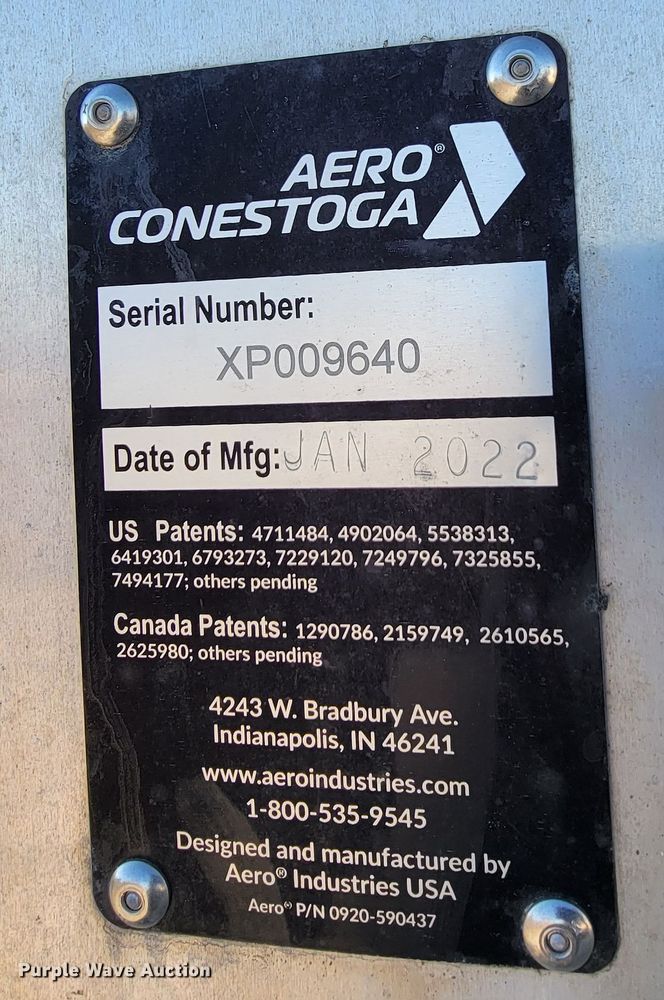 AERO®
CONESTOGA
Serial Number:
XP009640
Date of Mfg: JAN 2022
US Patents: 4711484, 4902064, 5538313,
6419301, 6793273, 7229120, 7249796, 7325855,
7494177; others pending
Canada Patents: 1290786, 2159749, 2610565,
2625980; others pending
4243 W. Bradbury Ave.
Indianapolis, IN 46241
www.aeroindustries.com
1-800-535-9545
Designed and manufactured by
Aero® Industries USA
Aero® P/N 0920-590437
Purple Wave Auction